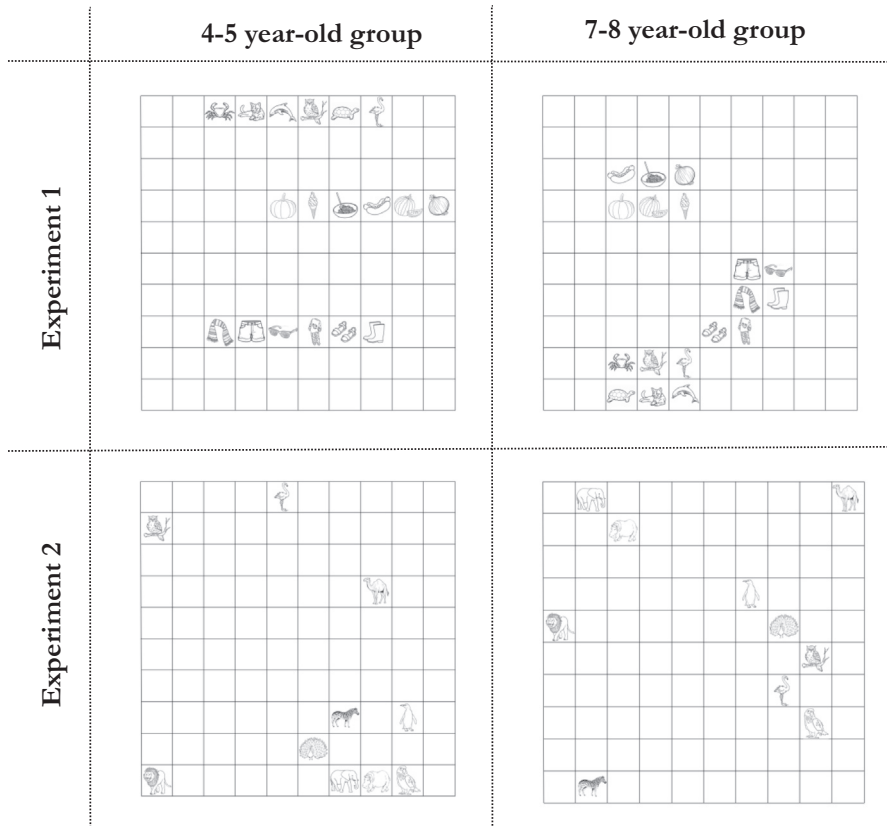 4-5 year-old group
7-8 year-old group
Experiment 1
Experiment 2